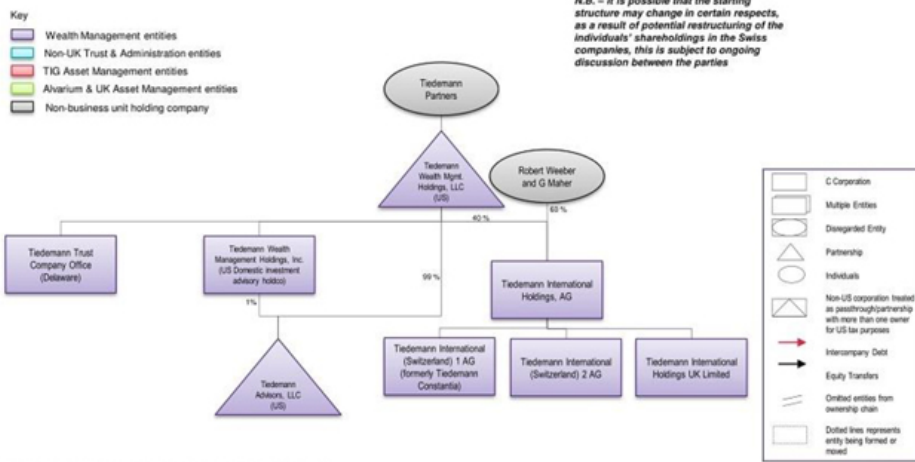 N.B. – It is possible that the starting
structure may change in certain respects,
as a result of potential restructuring of the
individuals' shareholdings in the Swiss
companies, this is subject to ongoing
discussion between the parties
Key
Wealth Management entities
Non-UK Trust & Administration entities
TIG Asset Management entities
Alvarium & UK Asset Management entities
Non-business unit holding company
Tiedemann
Partners
Tiedemann
Wealth Mgmt.
Holdings, LLC
(US)
Robert Weeber
and G Maher
40 %
60 %
Tiedemann Trust
Company Office
(Delaware)
Tiedemann Wealth
Management Holdings, Inc.
(US Domestic investment
advisory holdco)
99 %
1%
Tiedemann International
Holdings, AG
Tiedemann
Advisors, LLC
(US)
Tiedemann International
(Switzerland) 1 AG
(formerly Tiedemann
Constantia)
Tiedemann International
(Switzerland) 2 AG
Tiedemann International
Holdings UK Limited
C Corporation
Multiple Entities
Disregarded Entity
Partnership
Individuals
Non-US corporation treated
as passthrough/partnership
with more than one owner
for US tax purposes
Intercompany Debt
Equity Transfers
Omitted entities from
ownership chain
Dotted lines represents
entity being formed or
moved